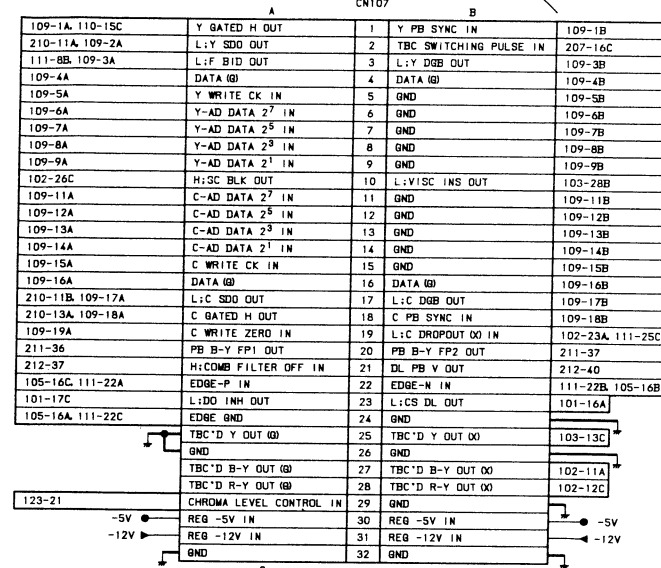 CN107
A B
109-1A, 110-15C Y GATED H OUT 1 Y PB SYNC IN 109-1B
210-11A, 109-2A L;Y SDO OUT 2 TBC SWITCHING PULSE IN 207-16C
111-8B, 109-3A L;F BID OUT 3 L;Y DGB OUT 109-3B
109-4A DATA (G) 4 DATA (G) 109-4B
109-5A Y WRITE CK IN 5 GND 109-5B
109-6A Y-AD DATA 2⁷ IN 6 GND 109-6B
109-7A Y-AD DATA 2⁵ IN 7 GND 109-7B
109-8A Y-AD DATA 2³ IN 8 GND 109-8B
109-9A Y-AD DATA 2¹ IN 9 GND 109-9B
102-26C H;SC BLK OUT 10 L;VISC INS OUT 103-28B
109-11A C-AD DATA 2⁷ IN 11 GND 109-11B
109-12A C-AD DATA 2⁵ IN 12 GND 109-12B
109-13A C-AD DATA 2³ IN 13 GND 109-13B
109-14A C-AD DATA 2¹ IN 14 GND 109-14B
109-15A C WRITE CK IN 15 GND 109-15B
109-16A DATA (G) 16 DATA (G) 109-16B
210-11B, 109-17A L;C SDO OUT 17 L;C DGB OUT 109-17B
210-13A, 109-18A C GATED H OUT 18 C PB SYNC IN 109-18B
109-19A C WRITE ZERO IN 19 L;C DROPOUT (X) IN 102-23A, 111-25C
211-36 PB B-Y FP1 OUT 20 PB B-Y FP2 OUT 211-37
212-37 H;COMB FILTER OFF IN 21 DL PB V OUT 212-40
105-16C, 111-22A EDGE-P IN 22 EDGE-N IN 111-22B, 105-16B
101-17C L;DO INH OUT 23 L;CS DL OUT 101-16A
105-16A, 111-22C EDGE GND 24 GND
TBC'D Y OUT (G) 25 TBC'D Y OUT (X) 103-13C
GND 26 GND
TBC'D B-Y OUT (G) 27 TBC'D B-Y OUT (X) 102-11A
TBC'D R-Y OUT (G) 28 TBC'D R-Y OUT (X) 102-12C
123-21 CHROMA LEVEL CONTROL IN 29 GND
-5V REG -5V IN 30 REG -5V IN -5V
-12V REG -12V IN 31 REG -12V IN -12V
GND 32 GND